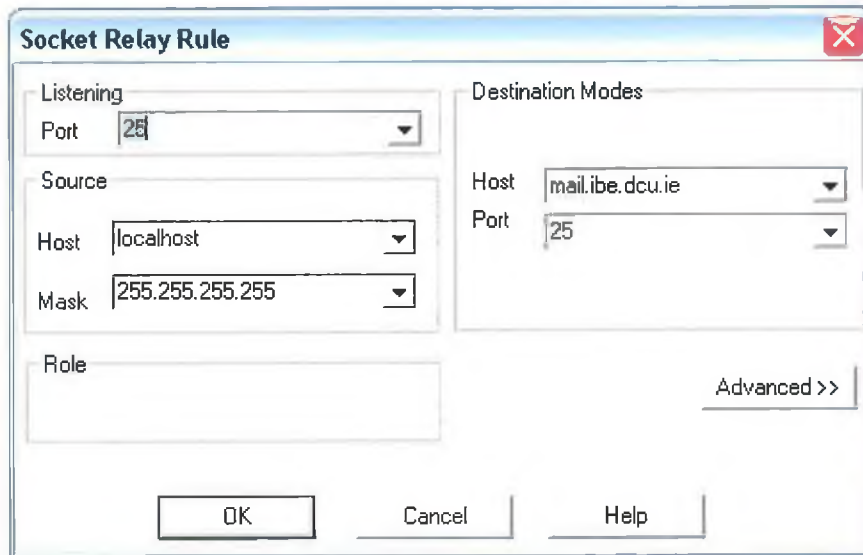 Socket Relay Rule
Listening
Port 25
Source
Host localhost
Mask 255.255.255.255
Role
Destination Modes
Host mail.ibe.dcu.ie
Port 25
Advanced >>
OK Cancel Help